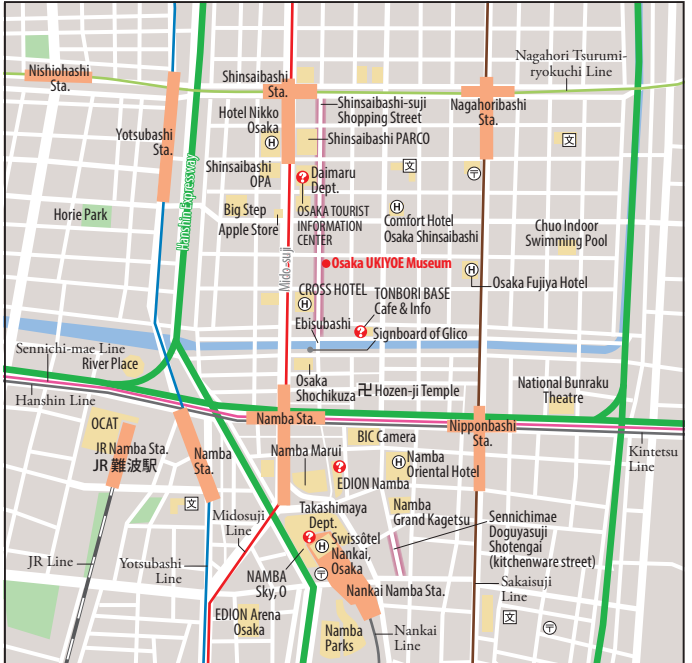 Nagahori Tsurumi-
ryokuchi Line
Nishiohashi
Sta.
Shinsaibashi
Sta.
Shinsaibashi-suji
Shopping Street
Nagahoribashi
Sta.
Hotel Nikko
Osaka
Yotsubashi
Sta.
H
Shinsaibashi PARCO
文
Shinsaibashi
OPA
?
Daimaru
Dept.
文
〒
Hanshin Expressway
Big Step
Apple Store
OSAKA TOURIST
INFORMATION
CENTER
H
Comfort Hotel
Osaka Shinsaibashi
Horie Park
Chuo Indoor
Swimming Pool
Mido-suji
Osaka UKIYOE Museum
H
Osaka Fujiya Hotel
CROSS HOTEL
H
TONBORI BASE
Cafe & Info
Ebisubashi
?
Signboard of Glico
Sennichi-mae Line
River Place
Osaka
Shochikuza
卍 Hozen-ji Temple
National Bunraku
Theatre
Hanshin Line
Namba Sta.
Nipponbashi
Sta.
OCAT
BIC Camera
Kintetsu
Line
JR Namba Sta.
JR 難波駅
Namba
Sta.
Namba Marui
?
EDION Namba
H
Namba
Oriental Hotel
文
Midosuji
Line
Takashimaya
Dept.
Namba
Grand Kagetsu
Sennichimae
Doguyasuji
Shotengai
(kitchenware street)
?
H
Swissôtel
Nankai,
Osaka
JR Line
Yotsubashi
Line
NAMBA
Sky, O
〒
Nankai Namba Sta.
Sakaisuji
Line
EDION Arena
Osaka
Namba
Parks
Nankai
Line
文
〒